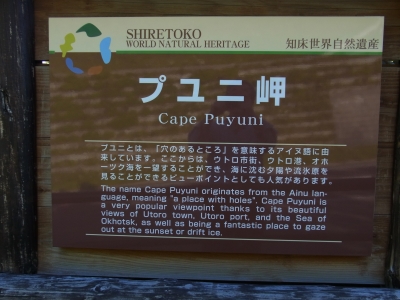 SHIRETOKO
WORLD NATURAL HERITAGE
知床世界自然遺産
プユニ岬
Cape Puyuni
プユニとは、「穴のあるところ」を意味するアイヌ語に由
来しています。ここからは、ウトロ市街、ウトロ港、オホ
ーツク海を一望することができ、海に沈む夕陽や流氷原を
見ることができるビューポイントとしても人気があります。
The name Cape Puyuni originates from the Ainu lan-
guage, meaning "a place with holes". Cape Puyuni is
a very popular viewpoint thanks to its beautiful
views of Utoro town, Utoro port, and the Sea of
Okhotsk, as well as being a fantastic place to gaze
out at the sunset or drift ice.